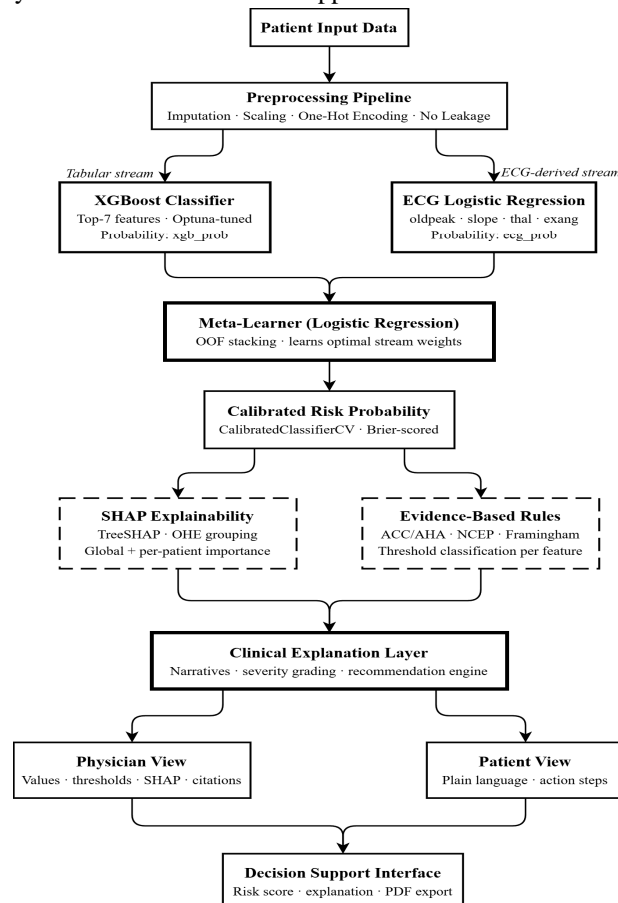 Patient Input Data
Preprocessing Pipeline
Imputation · Scaling · One-Hot Encoding · No Leakage
Tabular stream
ECG-derived stream
XGBoost Classifier
Top-7 features · Optuna-tuned
Probability: xgb_prob
ECG Logistic Regression
oldpeak · slope · thal · exang
Probability: ecg_prob
Meta-Learner (Logistic Regression)
OOF stacking · learns optimal stream weights
Calibrated Risk Probability
CalibratedClassifierCV · Brier-scored
SHAP Explainability
TreeSHAP · OHE grouping
Global + per-patient importance
Evidence-Based Rules
ACC/AHA · NCEP · Framingham
Threshold classification per feature
Clinical Explanation Layer
Narratives · severity grading · recommendation engine
Physician View
Values · thresholds · SHAP · citations
Patient View
Plain language · action steps
Decision Support Interface
Risk score · explanation · PDF export